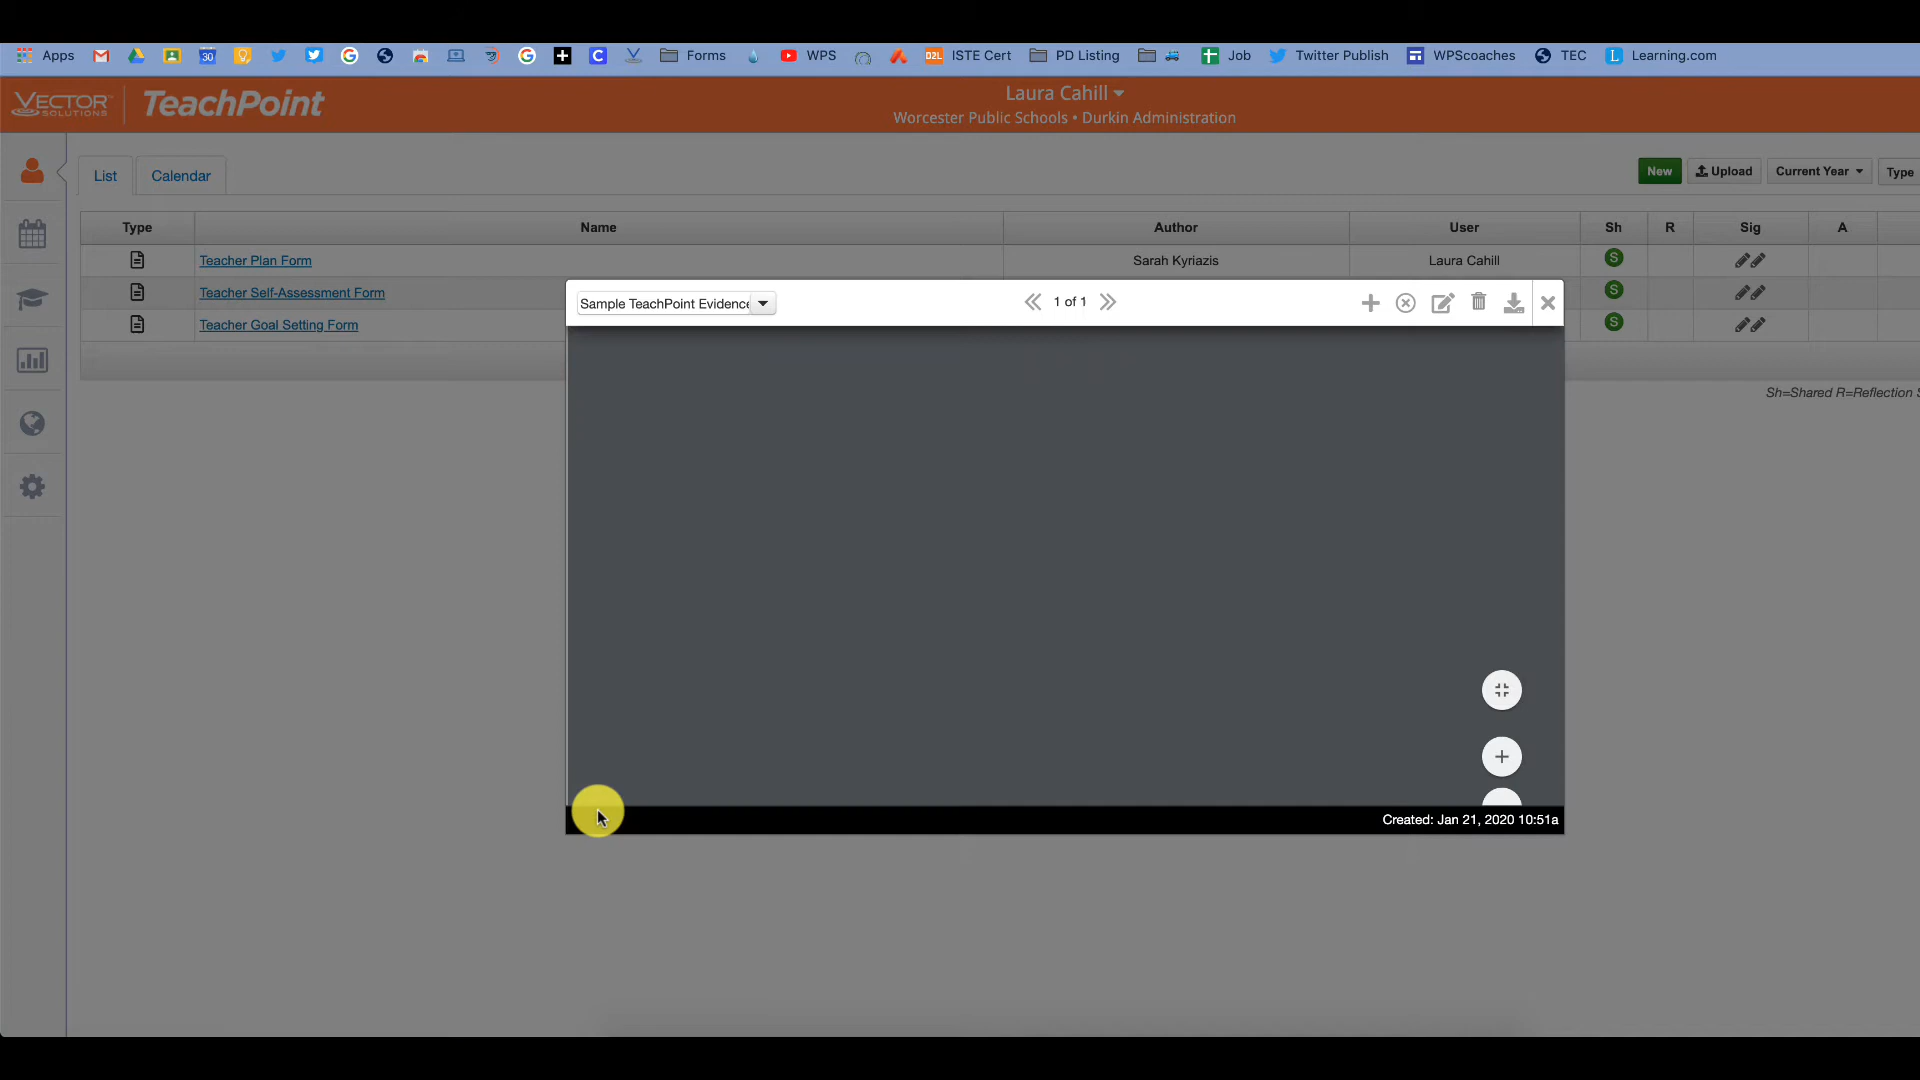 Apps 30 Forms WPS D2L ISTE Cert PD Listing Job Twitter Publish WPScoaches TEC L Learning.com
VECTOR SOLUTIONS TeachPoint
Laura Cahill
Worcester Public Schools • Durkin Administration
List Calendar New Upload Current Year Type
Type Name Author User Sh R Sig A
Teacher Plan Form Sarah Kyriazis Laura Cahill S
Teacher Self-Assessment Form S
Teacher Goal Setting Form S
Sample TeachPoint Evidence 1 of 1
Sh=Shared R=Reflection S
Created: Jan 21, 2020 10:51a